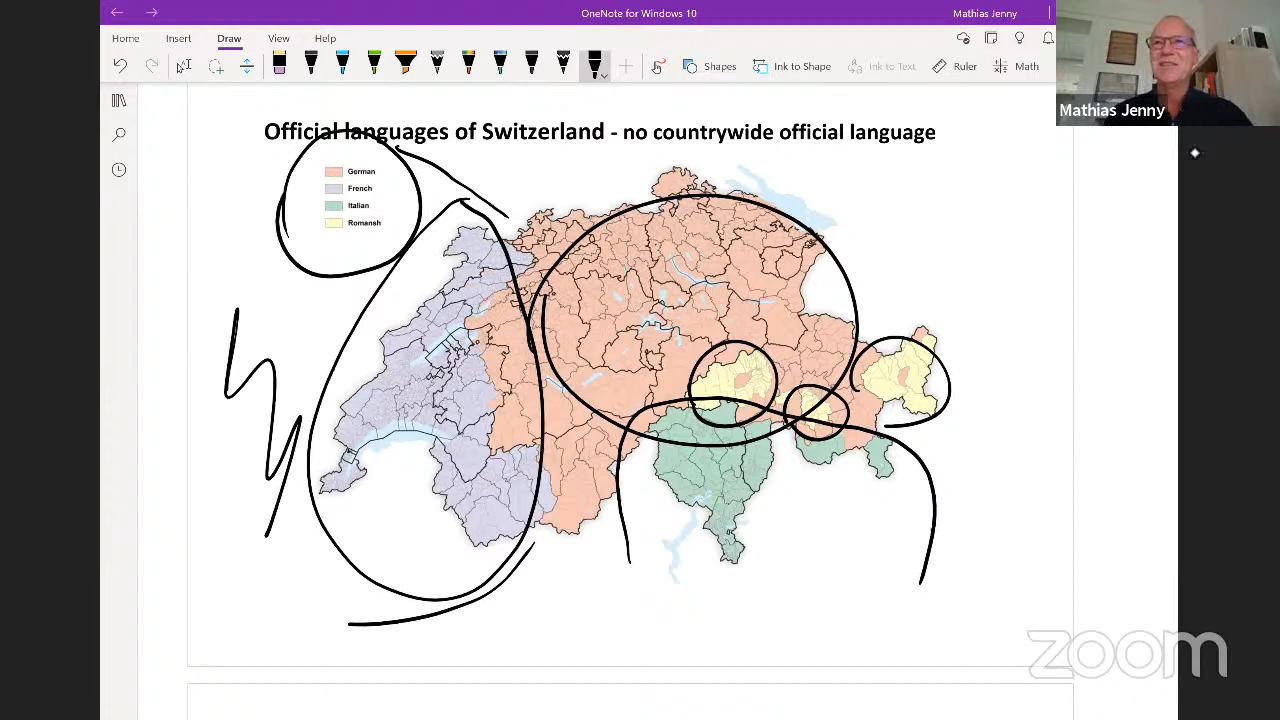 OneNote for Windows 10
Mathias Jenny
Home Insert Draw View Help
Shapes Ink to Shape Ink to Text Ruler Math
Mathias Jenny
Official languages of Switzerland - no countrywide official language
German
French
Italian
Romansh
zoom